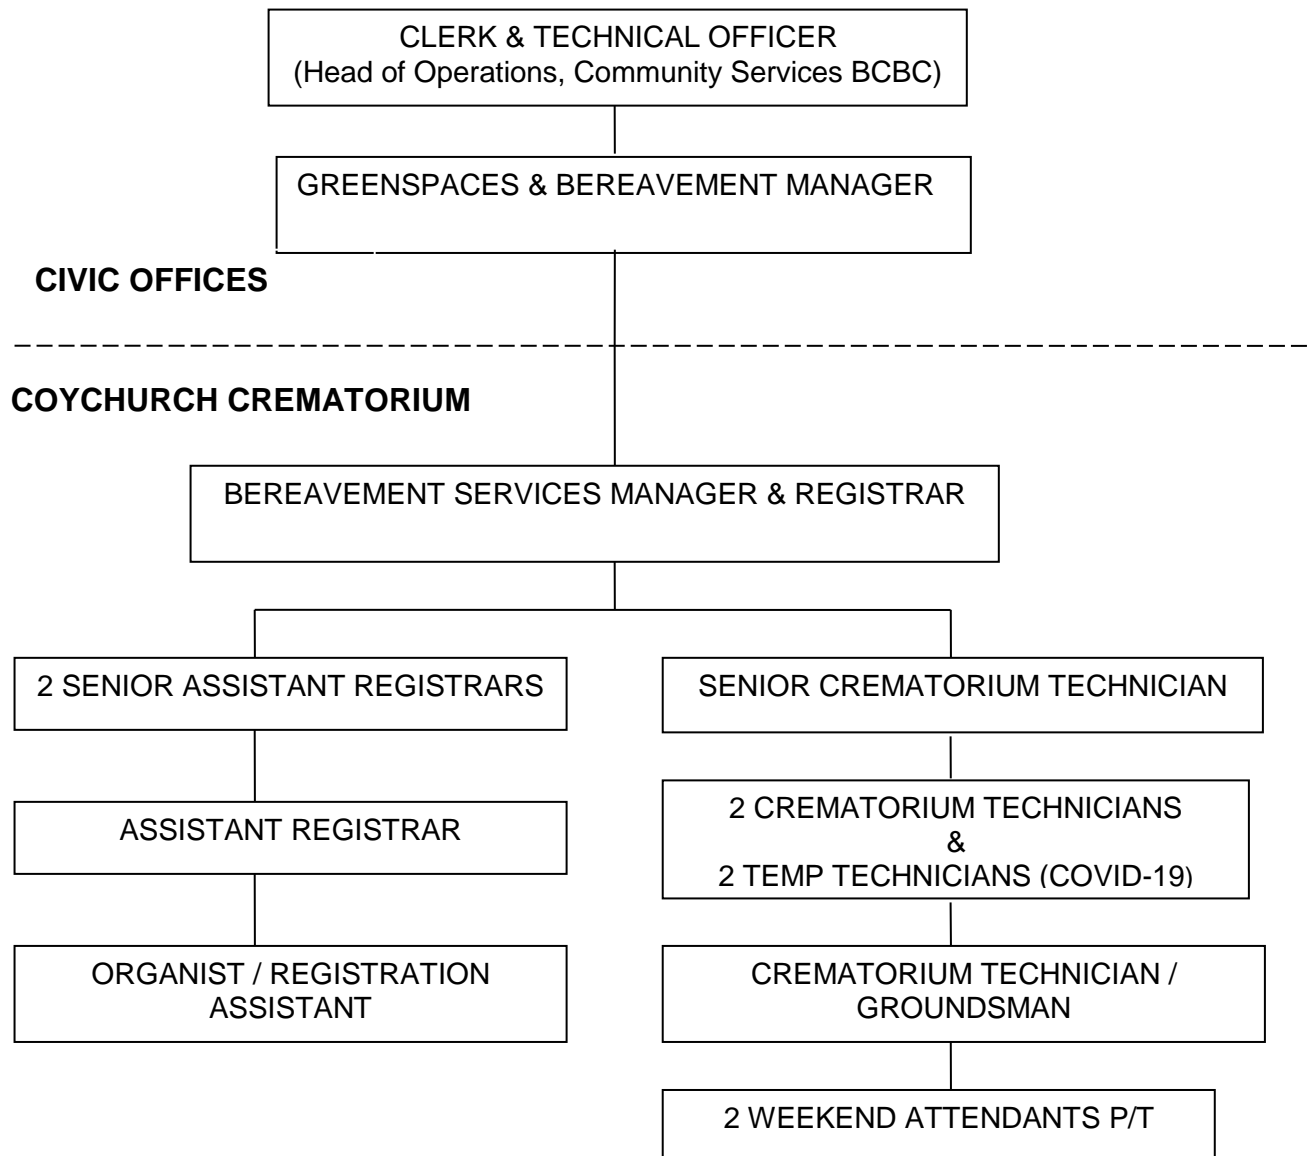 CLERK & TECHNICAL OFFICER
(Head of Operations, Community Services BCBC)
GREENSPACES & BEREAVEMENT MANAGER
CIVIC OFFICES
COYCHURCH CREMATORIUM
BEREAVEMENT SERVICES MANAGER & REGISTRAR
2 SENIOR ASSISTANT REGISTRARS
ASSISTANT REGISTRAR
ORGANIST / REGISTRATION
ASSISTANT
SENIOR CREMATORIUM TECHNICIAN
2 CREMATORIUM TECHNICIANS
&
2 TEMP TECHNICIANS (COVID-19)
CREMATORIUM TECHNICIAN /
GROUNDSMAN
2 WEEKEND ATTENDANTS P/T